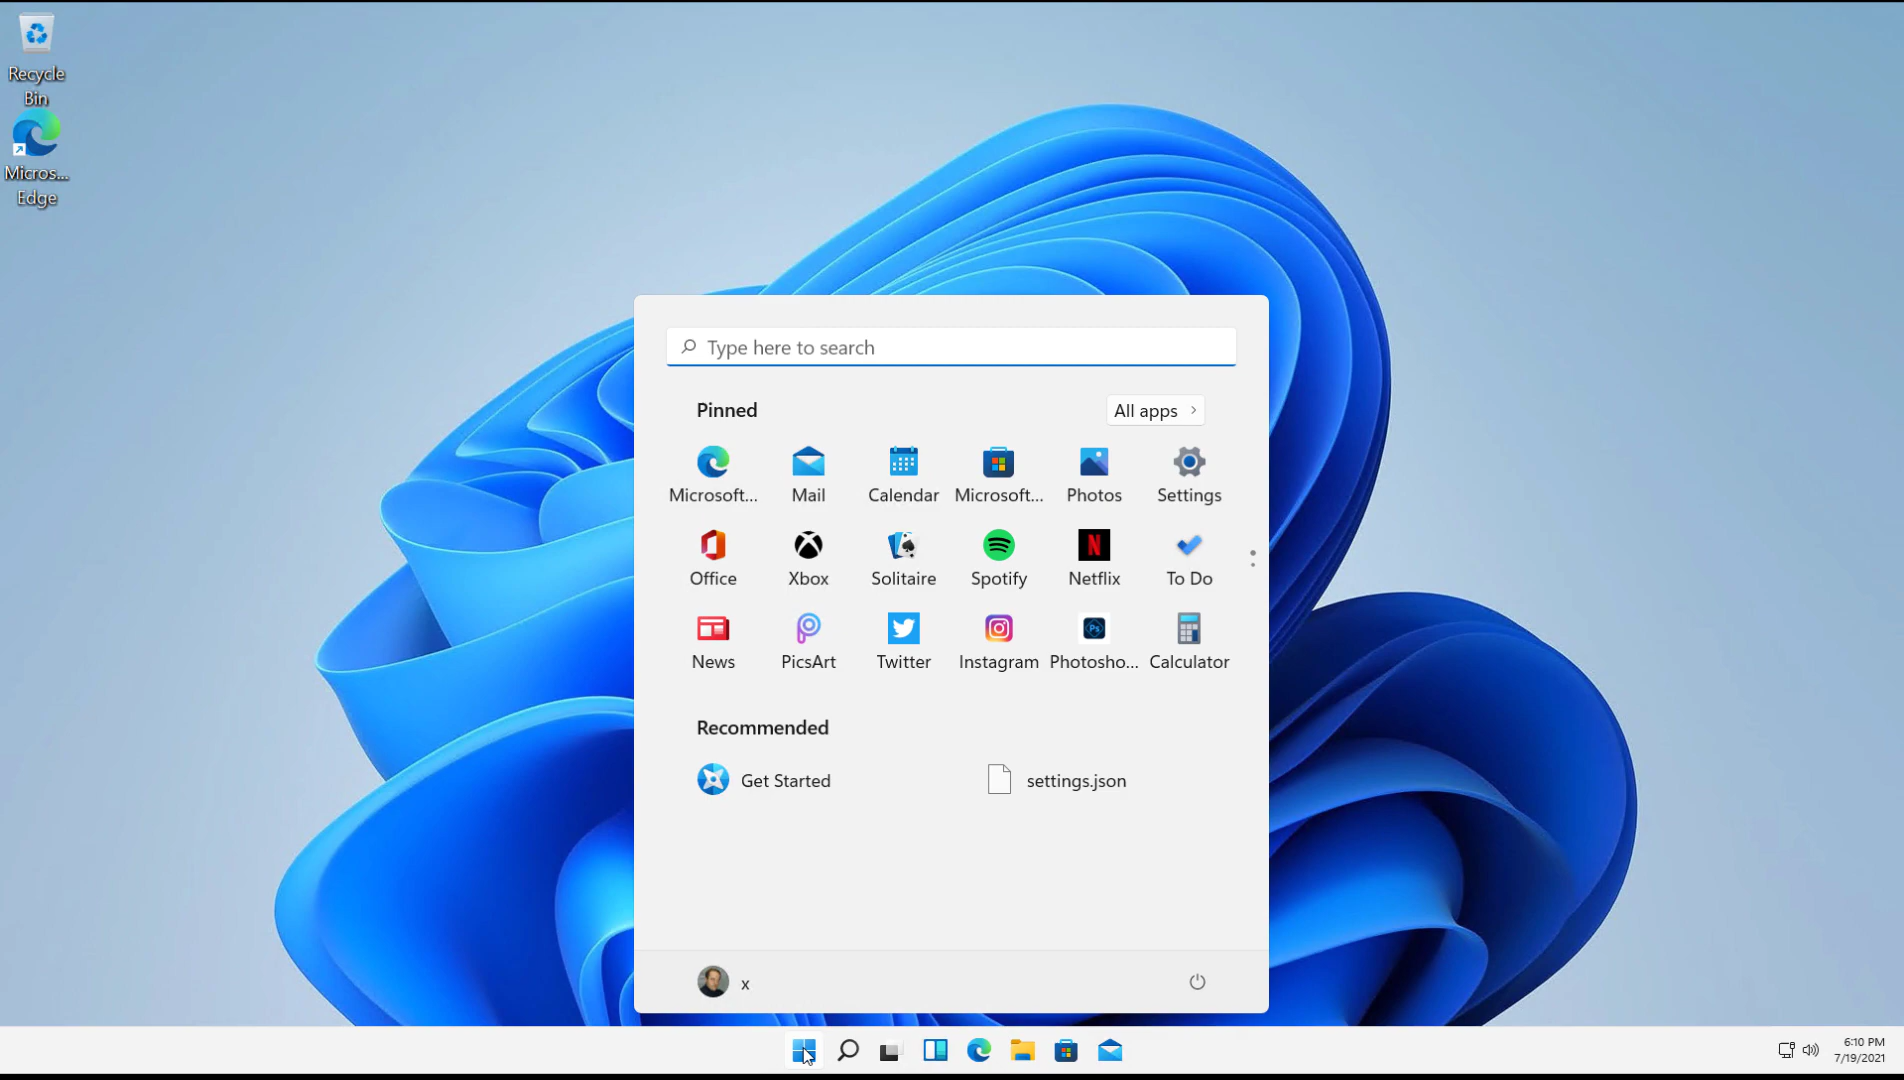 Recycle
Bin
Micros...
Edge
Type here to search
Pinned
All apps
Microsoft...
Mail
Calendar
Microsoft...
Photos
Settings
Office
Xbox
Solitaire
Spotify
Netflix
To Do
News
PicsArt
Twitter
Instagram
Photosho...
Calculator
Recommended
Get Started
settings.json
x
6:10 PM
7/19/2021